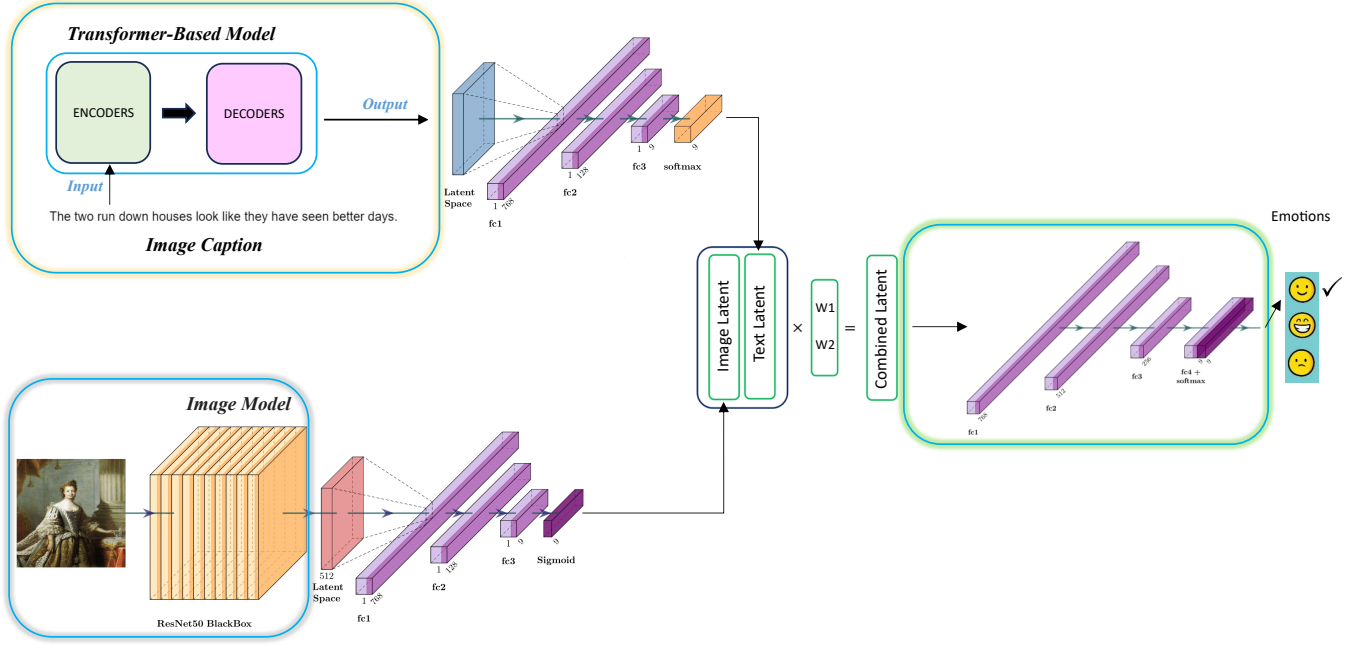 Transformer-Based Model
ENCODERS
DECODERS
Output
Input
The two run down houses look like they have seen better days.
Image Caption
Latent
Space
1
768
fc1
1
128
fc2
1
9
fc3
9
softmax
Image Model
ResNet50 BlackBox
512
Latent
Space
1
768
fc1
1
128
fc2
1
9
fc3
9
Sigmoid
Image Latent
Text Latent
×
W1
W2
=
Combined Latent
768
fc1
512
fc2
256
fc3
9
9
fc4 +
softmax
Emotions